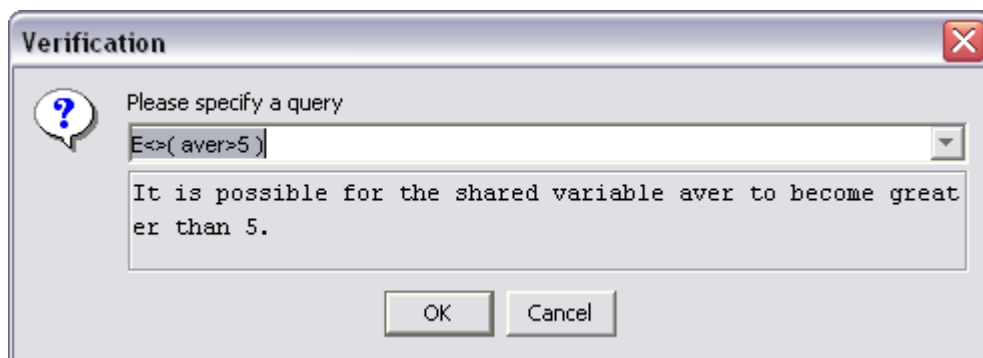 Verification
Please specify a query
E<>( aver>5 )
It is possible for the shared variable aver to become great
er than 5.
OK Cancel